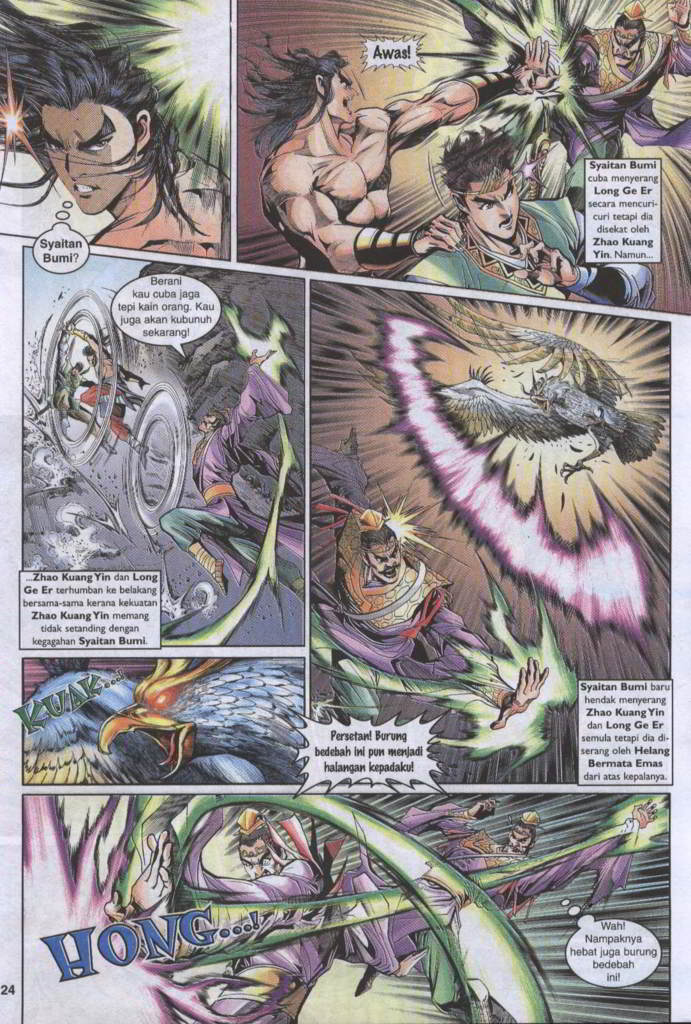 Syaitan
Bumi?
Awas!
Syaitan Bumi
cuba menyerang
Long Ge Er
secara mencuri-
curi tetapi dia
disekat oleh
Zhao Kuang
Yin. Namun...
Berani
kau cuba jaga
tepi kain orang. Kau
juga akan kubunuh
sekarang!
...Zhao Kuang Yin dan Long
Ge Er terhumban ke belakang
bersama-sama kerana kekuatan
Zhao Kuang Yin memang
tidak setanding dengan
kegagahan Syaitan Bumi.
Syaitan Bumi baru
hendak menyerang
Zhao Kuang Yin
dan Long Ge Er
semula tetapi dia di-
serang oleh Helang
Bermata Emas
dari atas kepalanya.
KUAK...!
Persetan! Burung
bedebah ini pun menjadi
halangan kepadaku!
HONG...!
Wah!
Nampaknya
hebat juga burung
bedebah
ini!
24